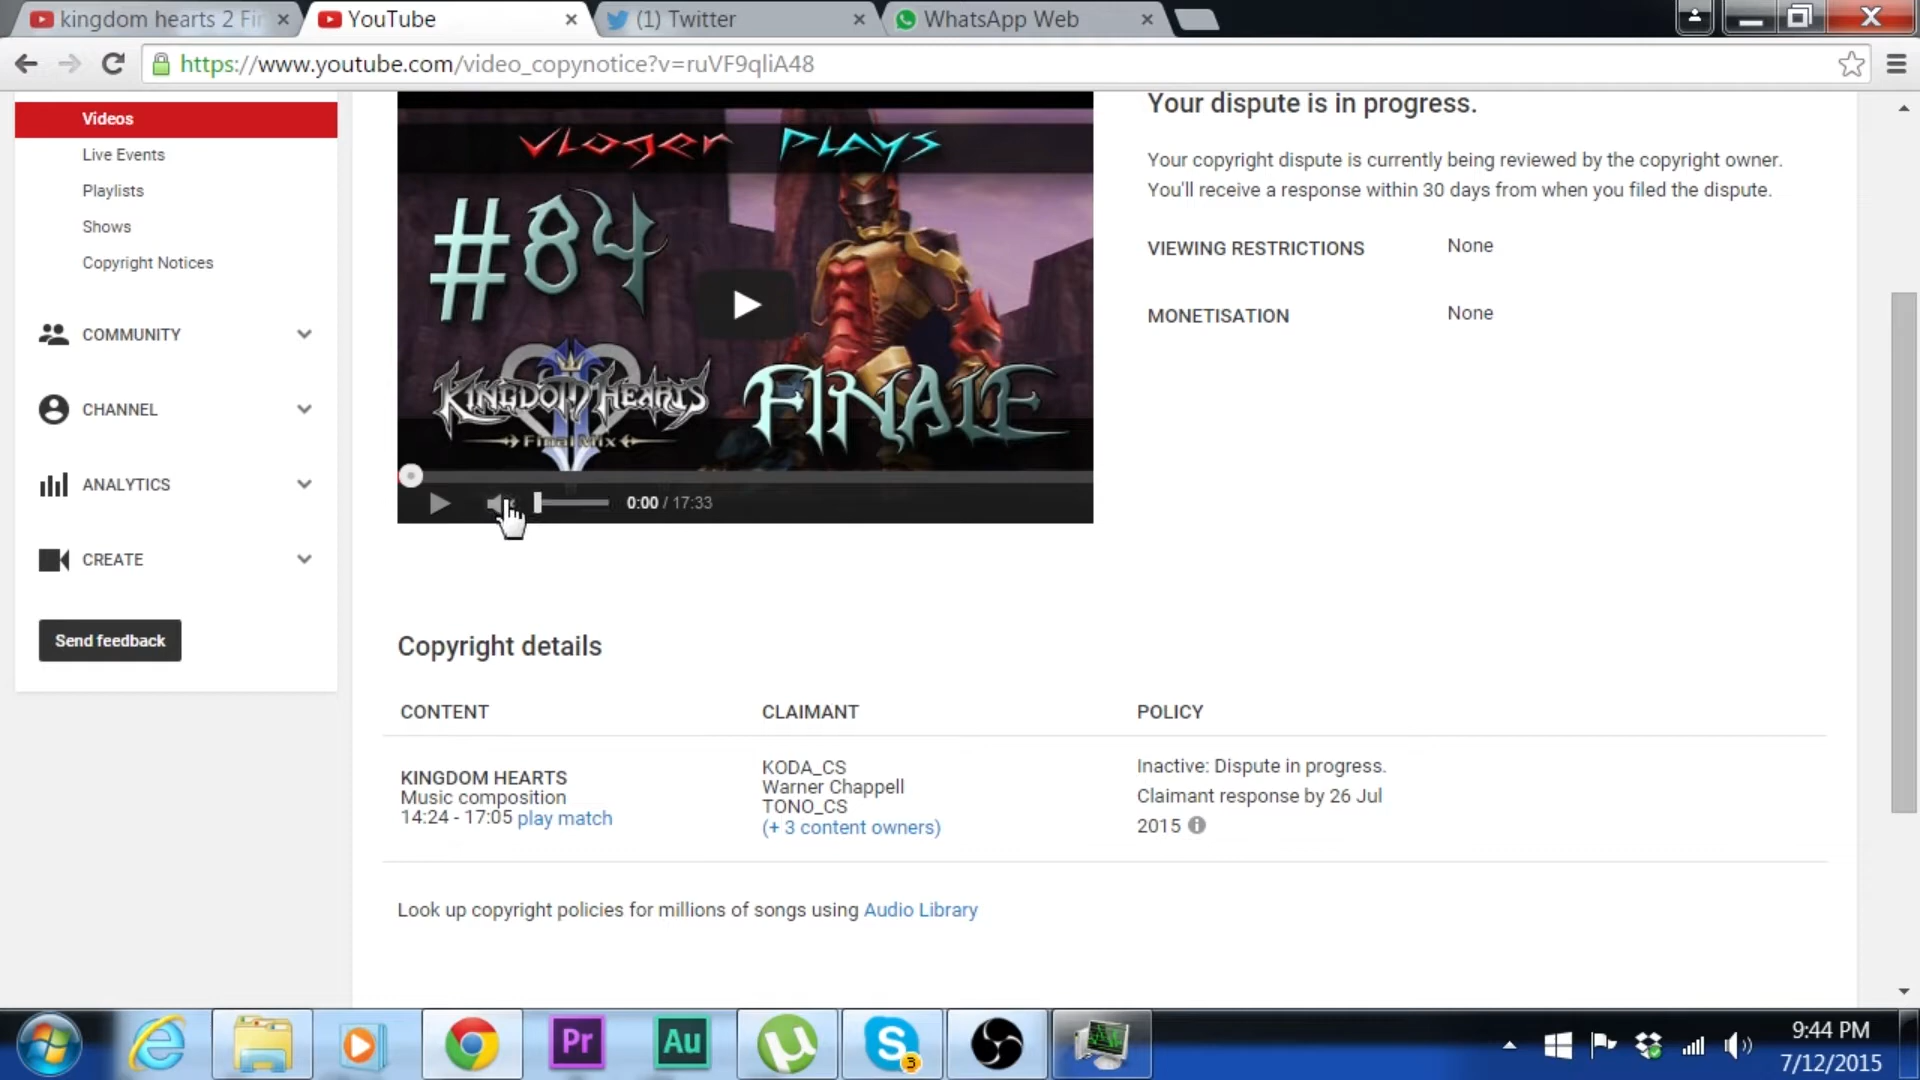 kingdom hearts 2 Fi
YouTube
(1) Twitter
WhatsApp Web
https://www.youtube.com/video_copynotice?v=ruVF9qliA48
Videos
Live Events
Playlists
Shows
Copyright Notices
COMMUNITY
CHANNEL
ANALYTICS
CREATE
Send feedback
Vloger Plays
#84
Kingdom Hearts
II
Final Mix
Finale
0:00 / 17:33
Your dispute is in progress.
Your copyright dispute is currently being reviewed by the copyright owner.
You'll receive a response within 30 days from when you filed the dispute.
VIEWING RESTRICTIONS None
MONETISATION None
Copyright details
CONTENT CLAIMANT POLICY
KINGDOM HEARTS
Music composition
14:24 - 17:05 play match
KODA_CS
Warner Chappell
TONO_CS
(+ 3 content owners)
Inactive: Dispute in progress.
Claimant response by 26 Jul
2015
Look up copyright policies for millions of songs using Audio Library
Pr
Au
3
9:44 PM
7/12/2015